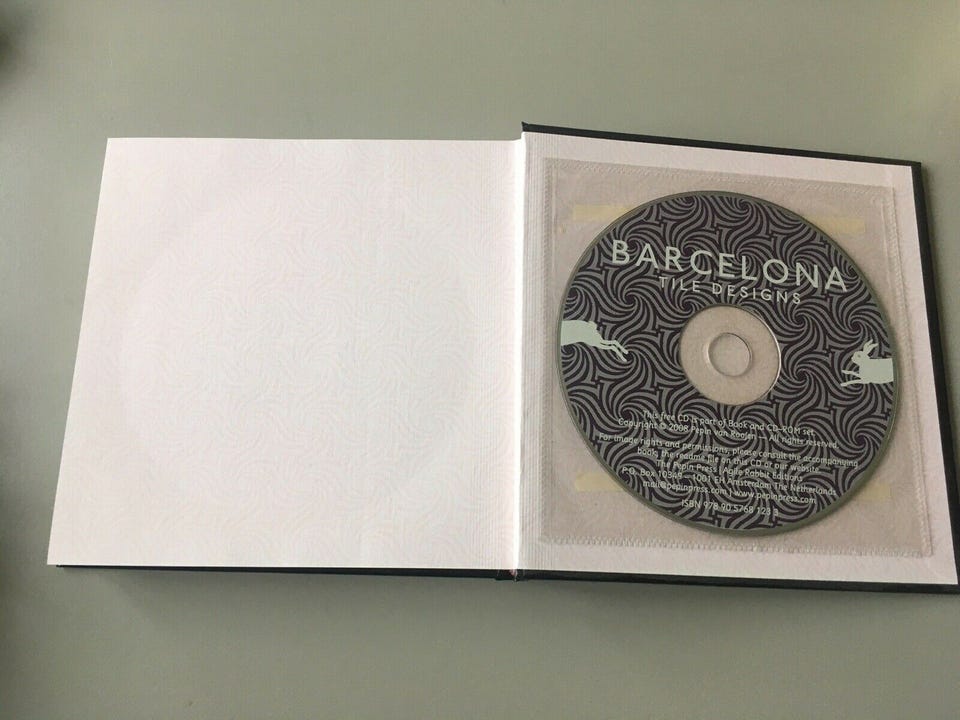 BARCELONA
TILE DESIGNS
This free CD is part of Book and CD-ROM set.
Copyright © 2008 Pepin van Roojen — All rights reserved.
For image rights and permissions, please consult the accompanying
book, the readme file on this CD or our website
The Pepin Press | Agile Rabbit Editions
P.O. Box 10349 — 1001 EH Amsterdam The Netherlands
mail@pepinpress.com | www.pepinpress.com
ISBN 978 90 5768 123 3